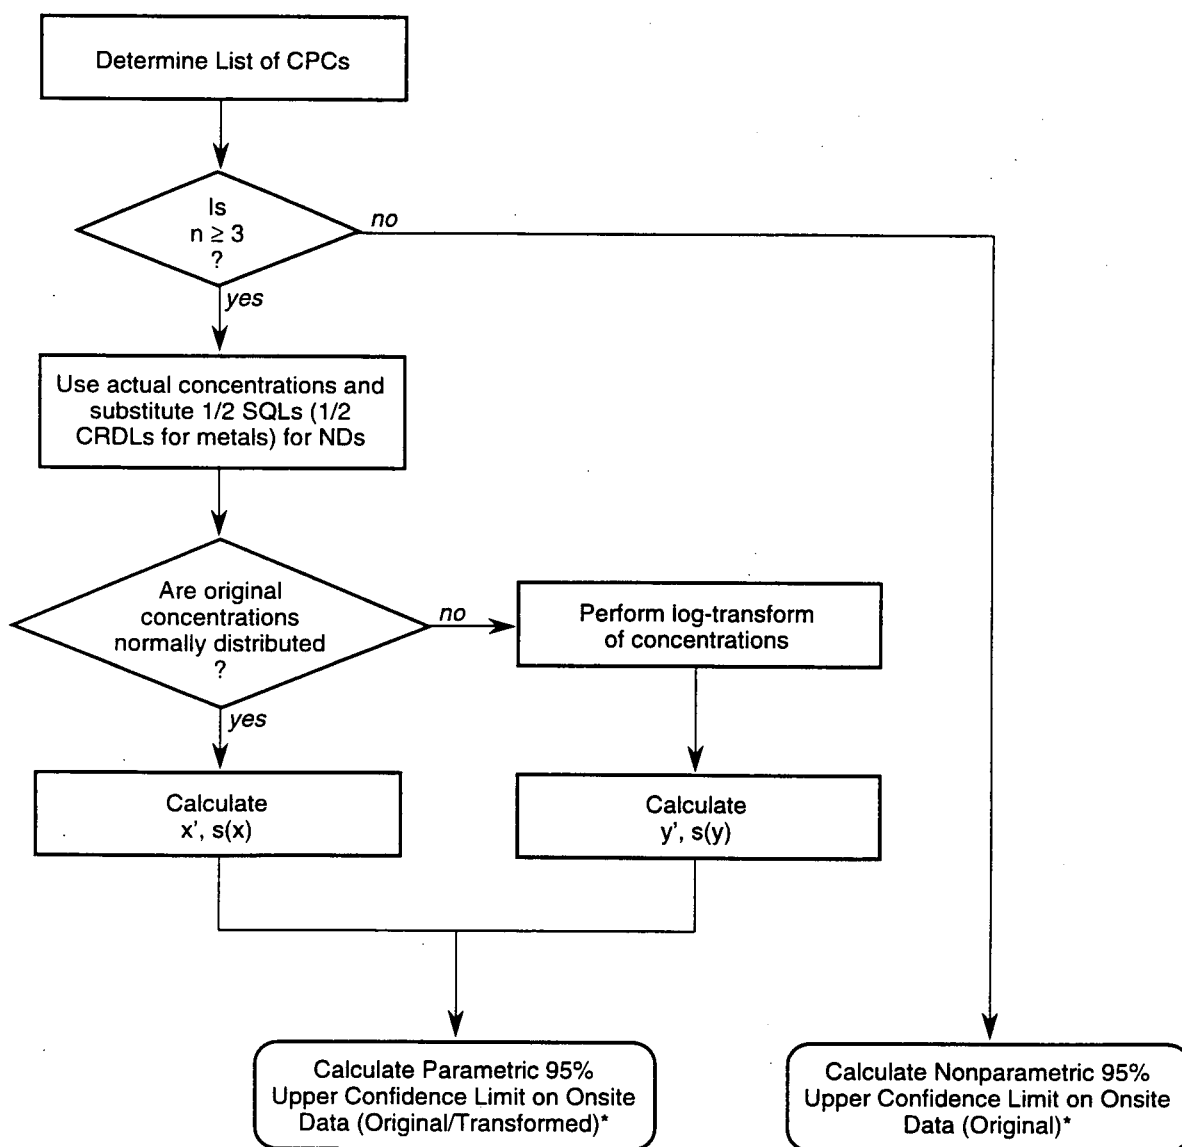 Determine List of CPCs
Is
n ≥ 3
?
no
yes
Use actual concentrations and
substitute 1/2 SQLs (1/2
CRDLs for metals) for NDs
Are original
concentrations
normally distributed
?
no
Perform log-transform
of concentrations
yes
Calculate
x', s(x)
Calculate
y', s(y)
Calculate Parametric 95%
Upper Confidence Limit on Onsite
Data (Original/Transformed)*
Calculate Nonparametric 95%
Upper Confidence Limit on Onsite
Data (Original)*